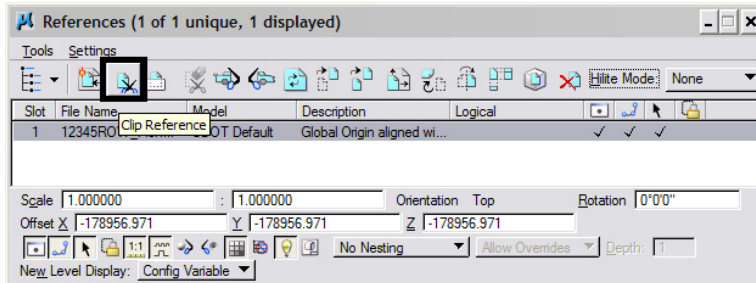 References (1 of 1 unique, 1 displayed)
Tools Settings
Hilite Mode: None
Slot File Name Model Description Logical
1 12345RO Default Global Origin aligned wi...
Clip Reference
Scale 1.000000 : 1.000000 Orientation Top Rotation 0°0'0"
Offset X -178956.971 Y -178956.971 Z -178956.971
1:1 No Nesting Allow Overrides Depth: 1
New Level Display: Config Variable